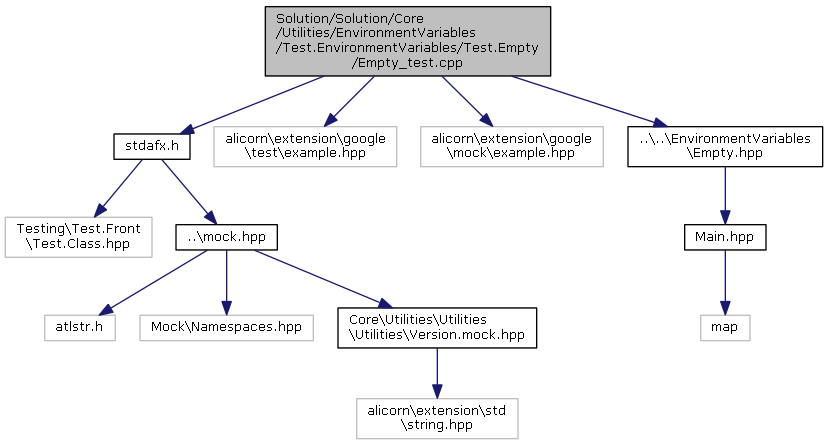 Solution/Solution/Core
/Utilities/EnvironmentVariables
/Test.EnvironmentVariables/Test.Empty
/Empty_test.cpp
stdafx.h
alicorn\extension\google
\test\example.hpp
alicorn\extension\google
\mock\example.hpp
..\..\EnvironmentVariables
\Empty.hpp
Testing\Test.Front
\Test.Class.hpp
..\mock.hpp
Main.hpp
atlstr.h
Mock\Namespaces.hpp
Core\Utilities\Utilities
\Utilities\Version.mock.hpp
map
alicorn\extension\std
\string.hpp